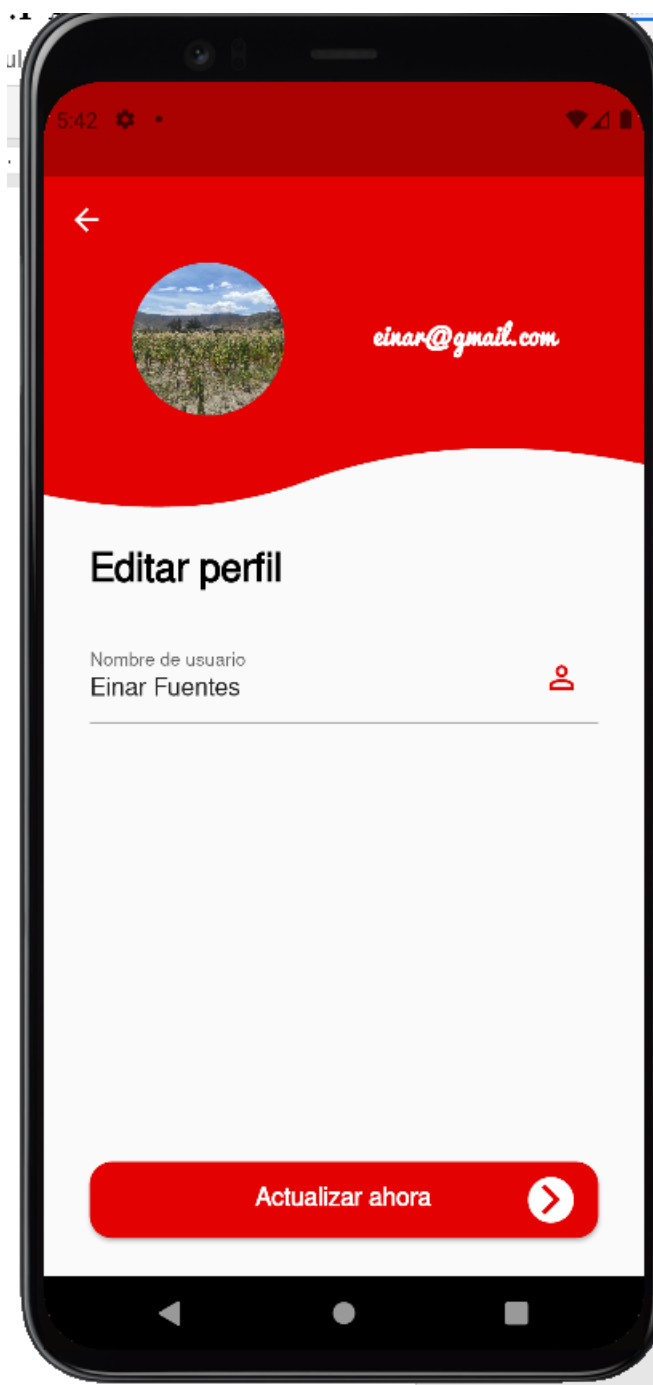 5:42
einar@gmail.com
Editar perfil
Nombre de usuario
Einar Fuentes
Actualizar ahora